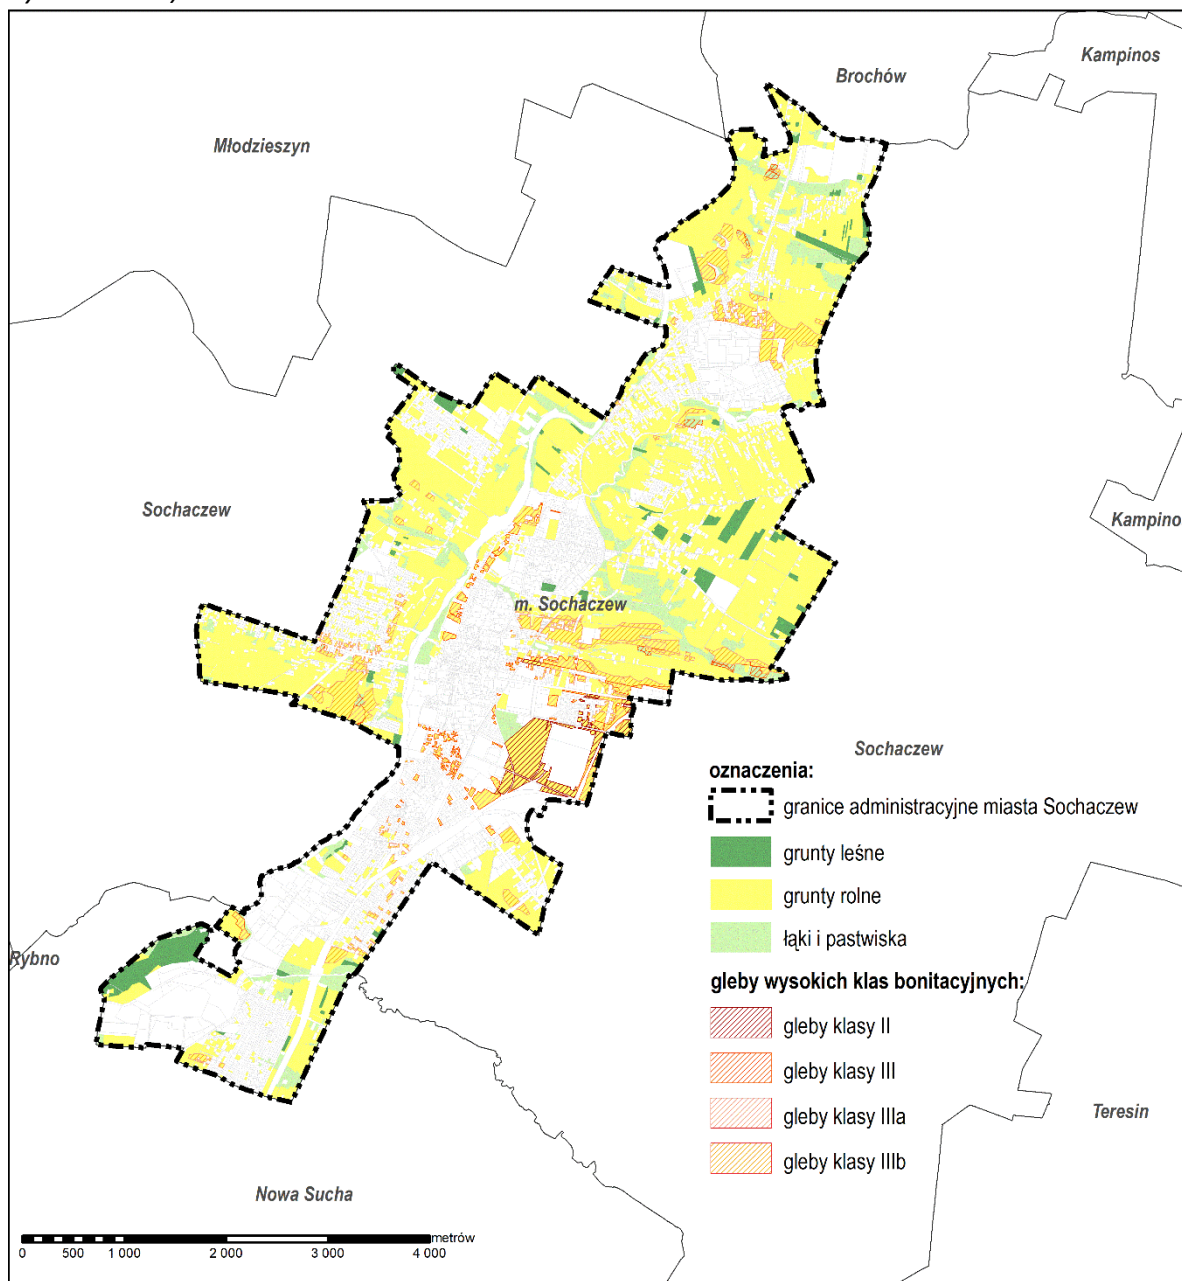 Kampinos
Brochów
Młodzieszyn
Sochaczew
Kampino
m. Sochaczew
Sochaczew
oznaczenia:
granice administracyjne miasta Sochaczew
grunty leśne
grunty rolne
łąki i pastwiska
Rybno
gleby wysokich klas bonitacyjnych:
gleby klasy II
gleby klasy III
gleby klasy IIIa
gleby klasy IIIb
Teresin
Nowa Sucha
metrów
0 500 1 000 2 000 3 000 4 000